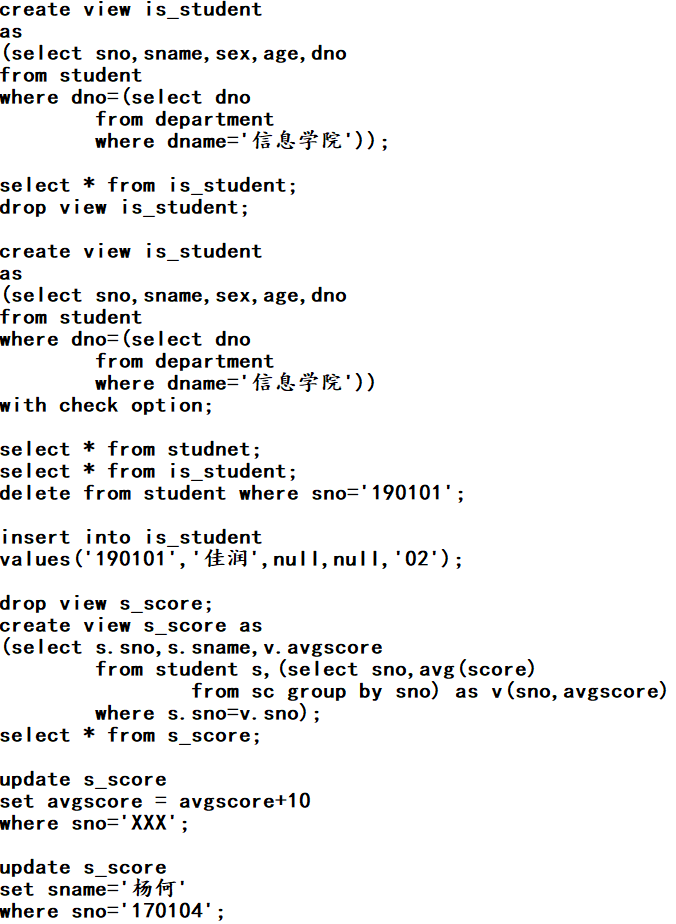 create view is_student
as
(select sno,sname,sex,age,dno
from student
where dno=(select dno
        from department
        where dname='信息学院'));

select * from is_student;
drop view is_student;

create view is_student
as
(select sno,sname,sex,age,dno
from student
where dno=(select dno
        from department
        where dname='信息学院'))
with check option;

select * from studnet;
select * from is_student;
delete from student where sno='190101';

insert into is_student
values('190101','佳润',null,null,'02');

drop view s_score;
create view s_score as
(select s.sno,s.sname,v.avgscore
        from student s,(select sno,avg(score)
                from sc group by sno) as v(sno,avgscore)
        where s.sno=v.sno);
select * from s_score;

update s_score
set avgscore = avgscore+10
where sno='XXX';

update s_score
set sname='杨何'
where sno='170104';